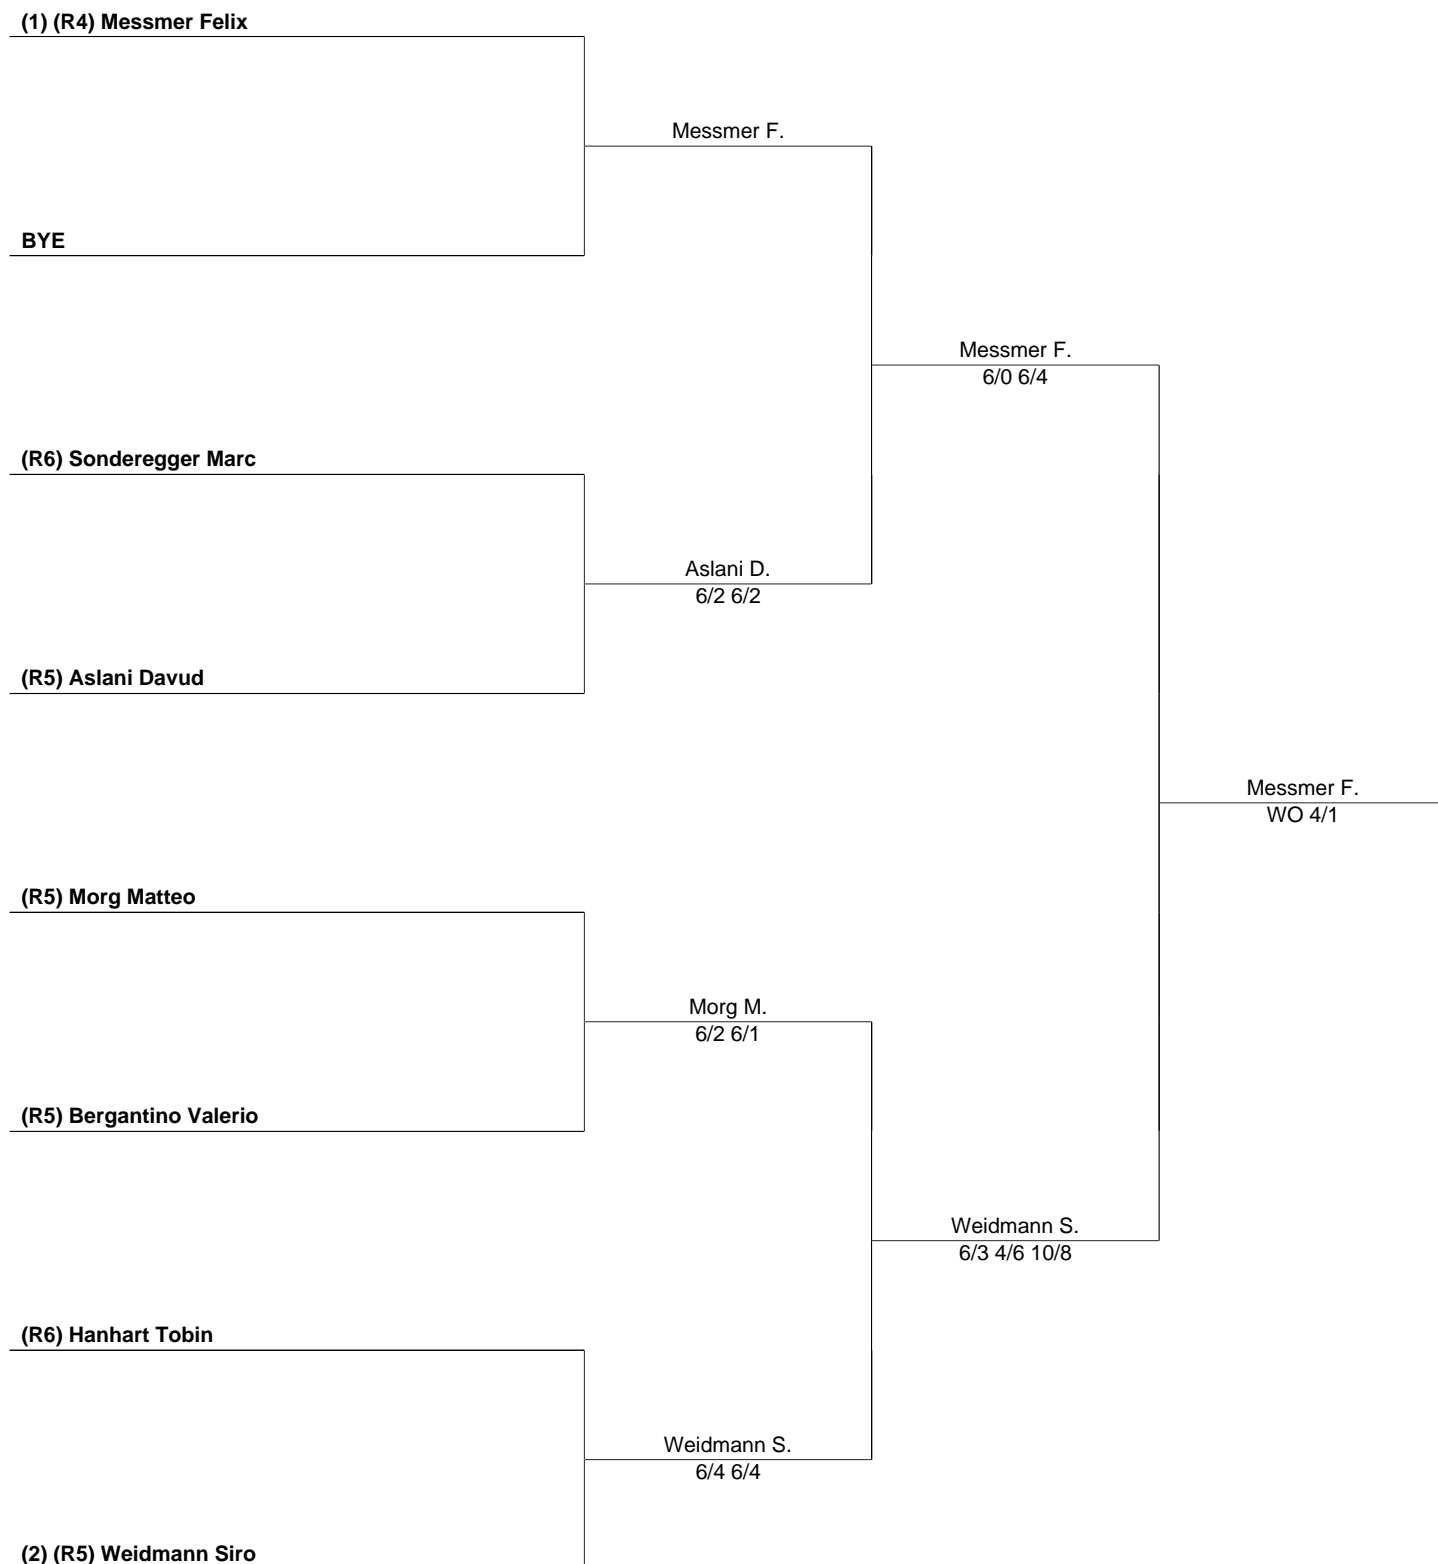 (1) (R4) Messmer Felix
Messmer F.
BYE
Messmer F.
6/0 6/4
(R6) Sonderegger Marc
Aslani D.
6/2 6/2
(R5) Aslani Davud
Messmer F.
WO 4/1
(R5) Morg Matteo
Morg M.
6/2 6/1
(R5) Bergantino Valerio
Weidmann S.
6/3 4/6 10/8
(R6) Hanhart Tobin
Weidmann S.
6/4 6/4
(2) (R5) Weidmann Siro